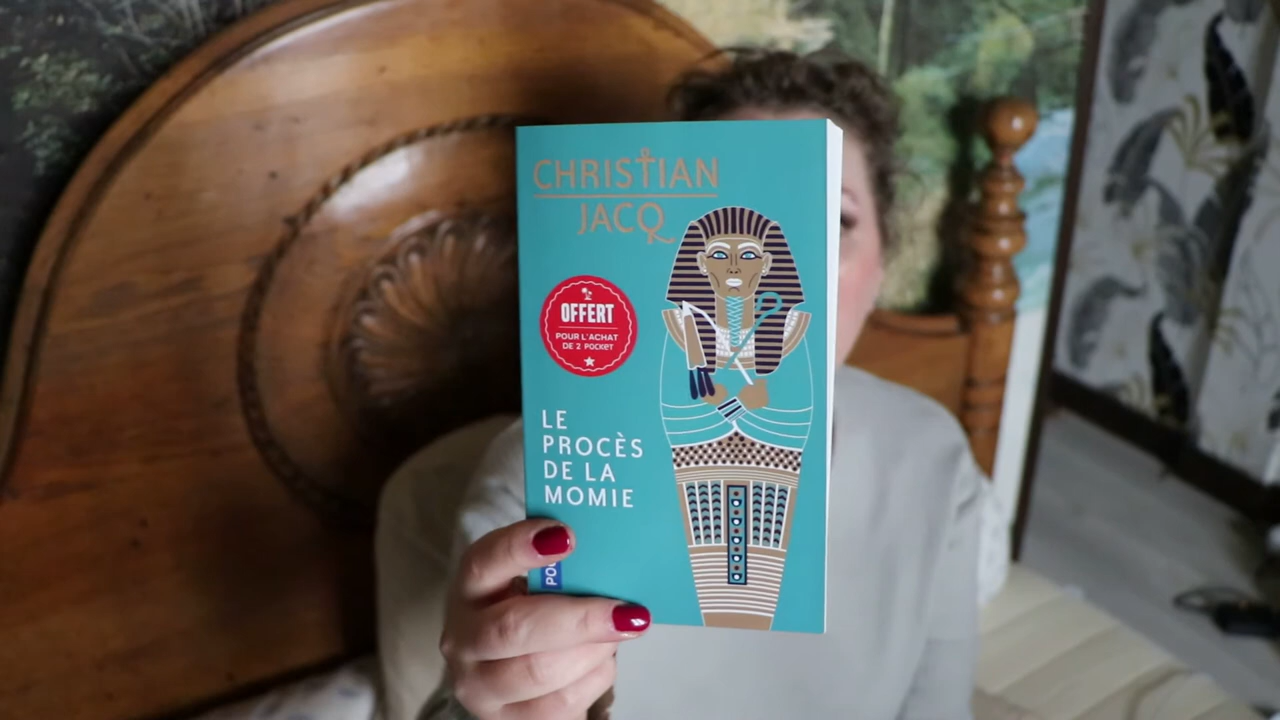 CHRISTIAN
JACQ
OFFERT
POUR L'ACHAT
DE 2 POCKET
LE
PROCÈS
DE LA
MOMIE